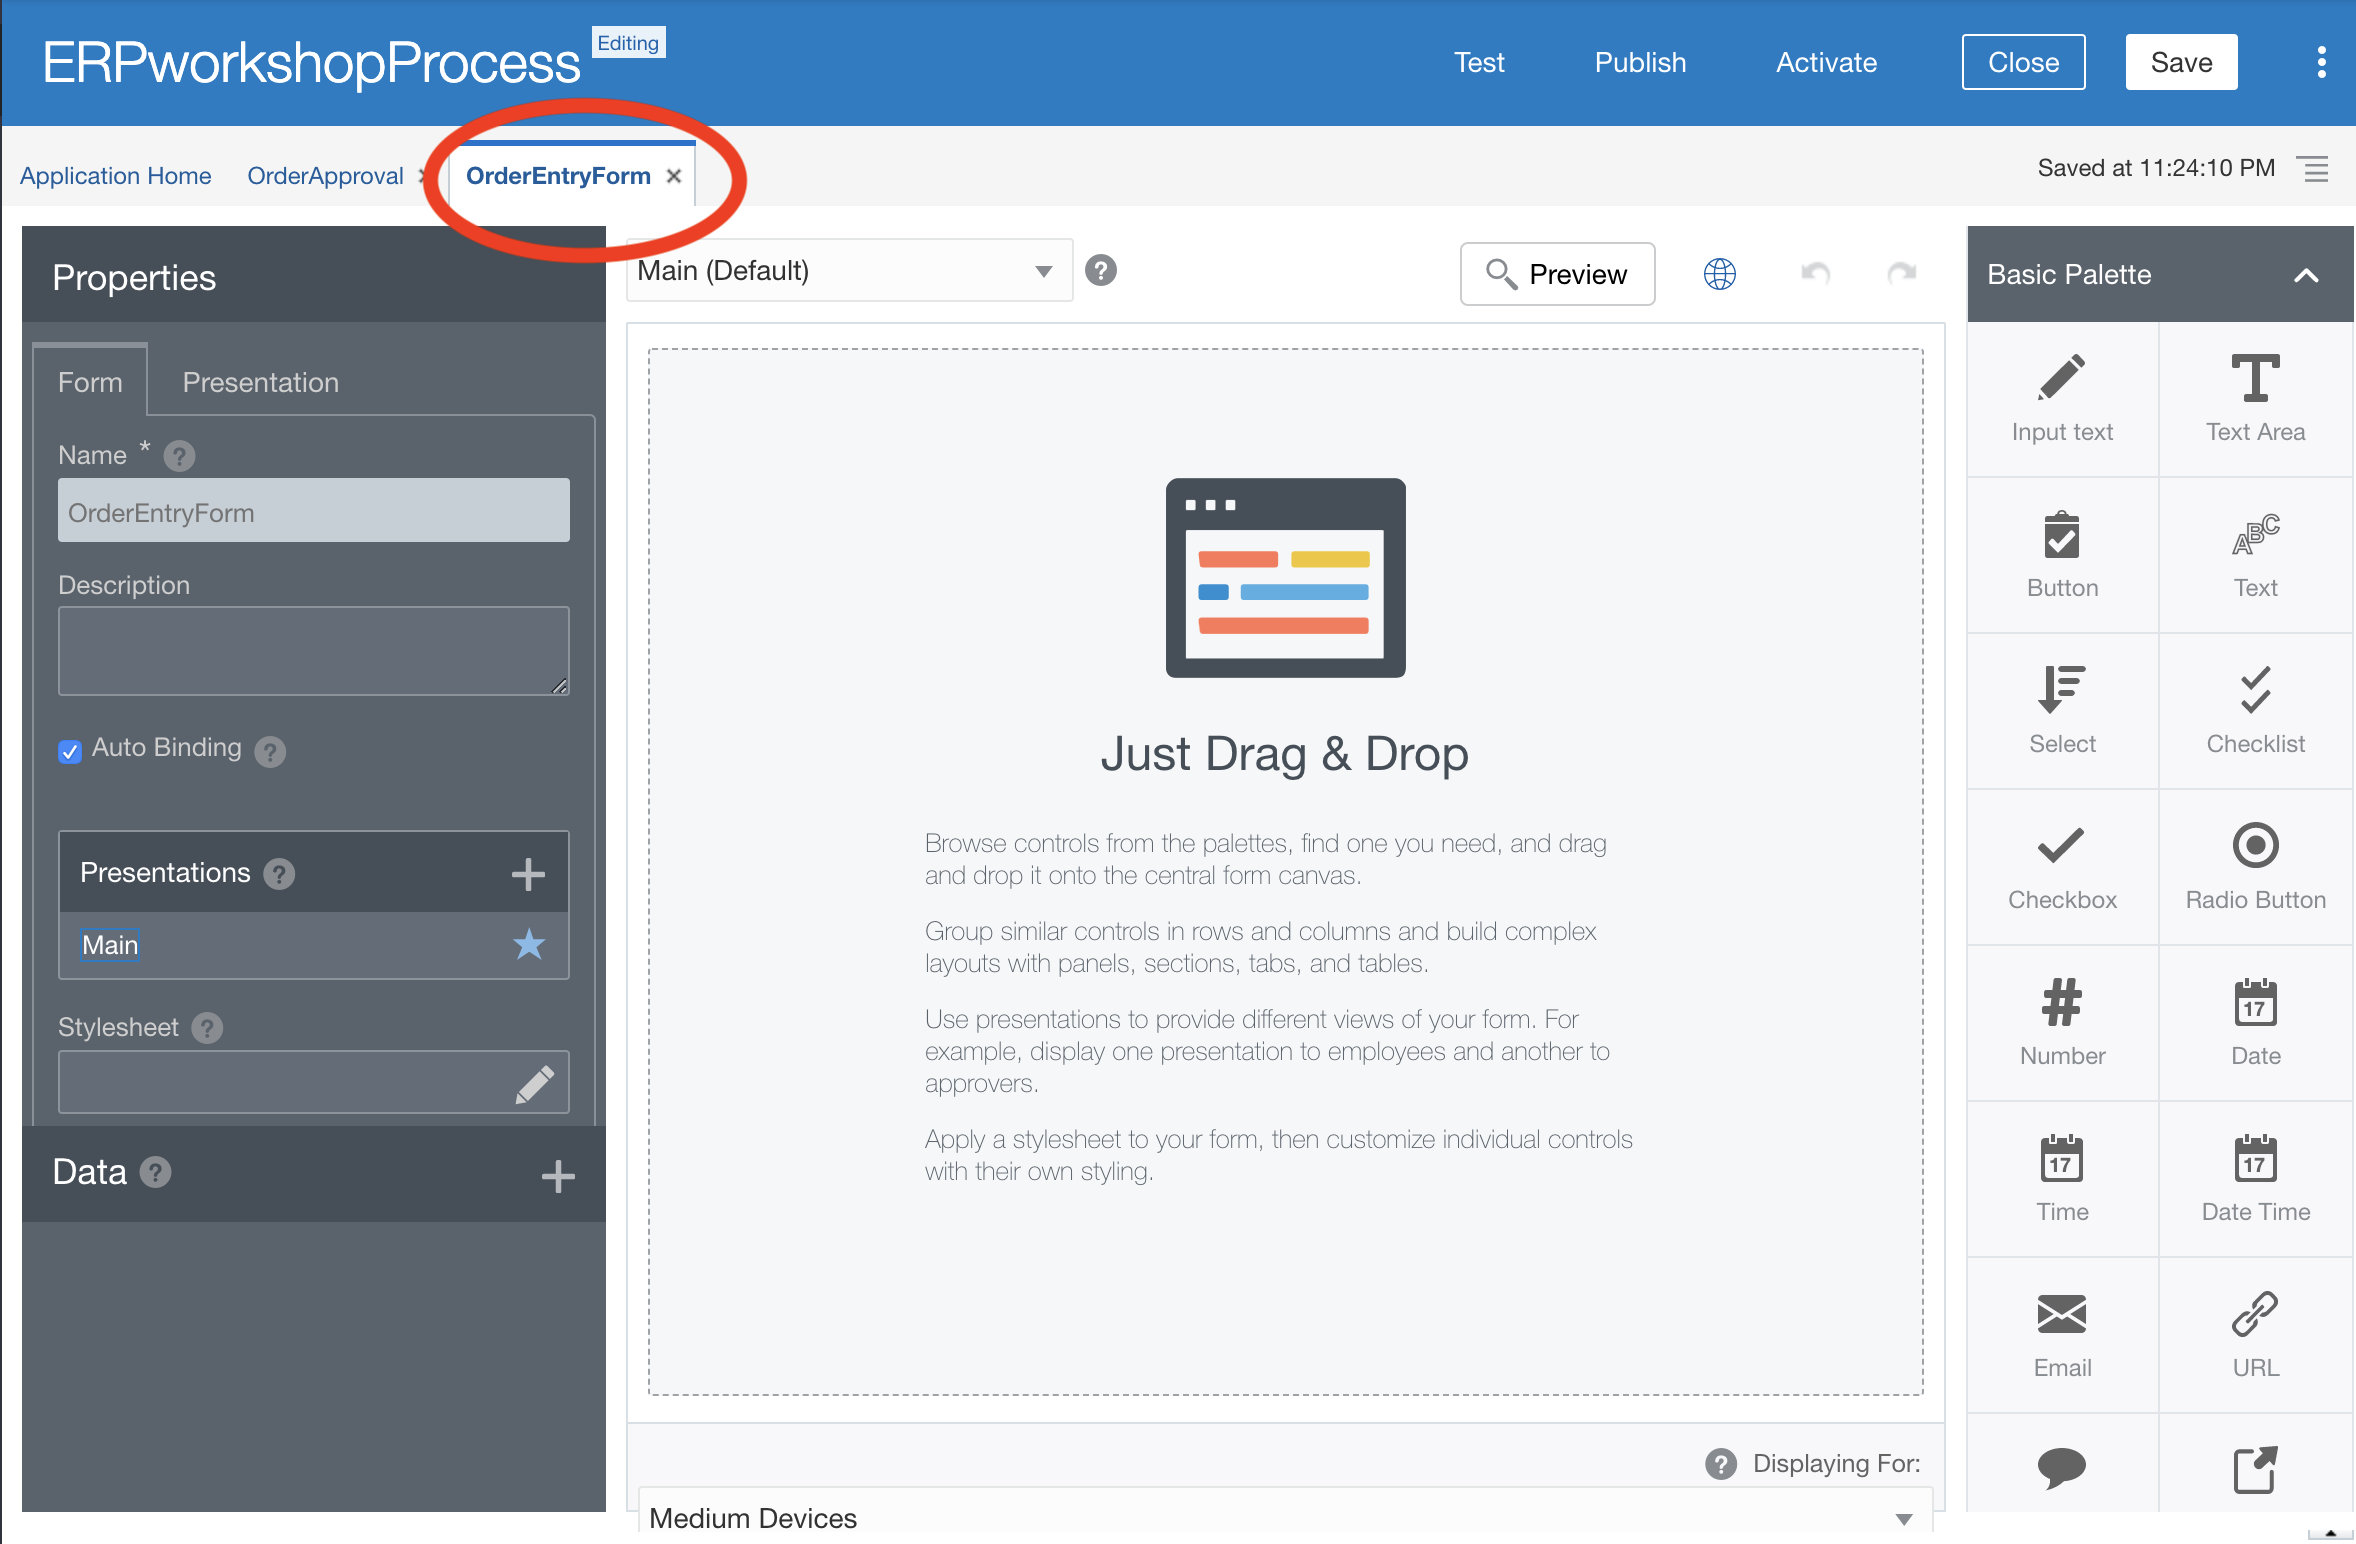 ERPworkshopProcess Editing
Test Publish Activate Close Save
Application Home OrderApproval OrderEntryForm
Saved at 11:24:10 PM
Properties
Form Presentation
Name * ?
OrderEntryForm
Description
Auto Binding ?
Presentations ?
Main
Stylesheet ?
Data ?
Main (Default) ?
Preview
Just Drag & Drop
Browse controls from the palettes, find one you need, and drag
and drop it onto the central form canvas.
Group similar controls in rows and columns and build complex
layouts with panels, sections, tabs, and tables.
Use presentations to provide different views of your form. For
example, display one presentation to employees and another to
approvers.
Apply a stylesheet to your form, then customize individual controls
with their own styling.
? Displaying For:
Medium Devices
Basic Palette
Input text
T
Text Area
Button
ABC
Text
Select
Checklist
Checkbox
Radio Button
#
Number
17
Date
17
Time
17
Date Time
Email
URL